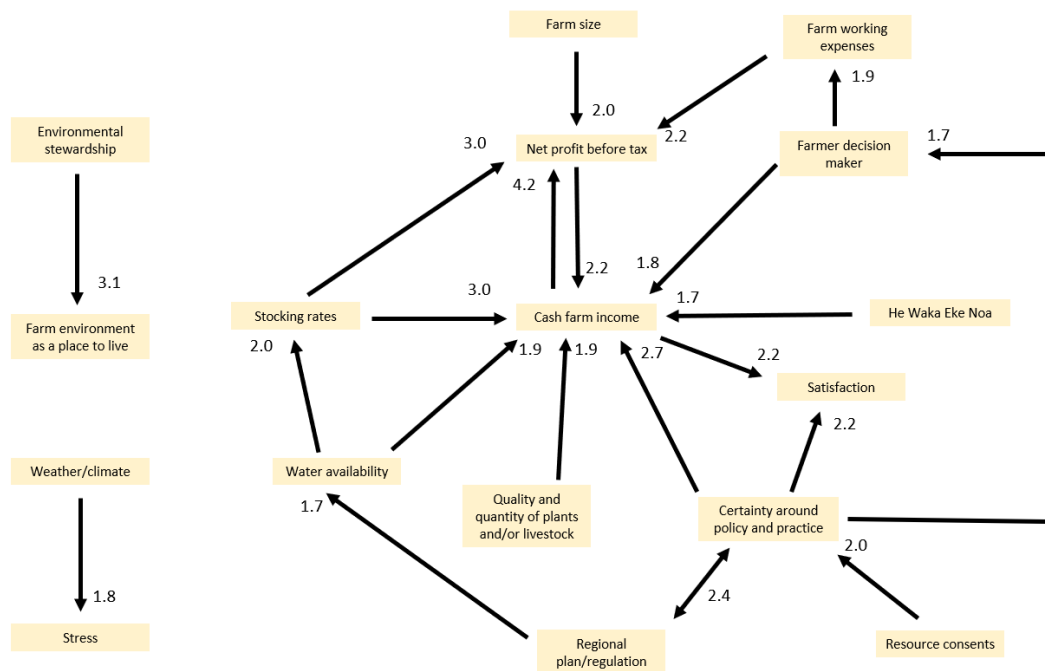 Farm size
Farm working
expenses
1.9
2.0
2.2
Environmental
stewardship
Net profit before tax
Farmer decision
maker
1.7
3.0
4.2
3.1
2.2
1.8
3.0
1.7
Farm environment
as a place to live
Stocking rates
Cash farm income
He Waka Eke Noa
2.0
1.9
1.9
2.7
2.2
Satisfaction
2.2
Weather/climate
Water availability
1.7
Quality and
quantity of plants
and/or livestock
Certainty around
policy and practice
2.0
1.8
2.4
Stress
Regional
plan/regulation
Resource consents